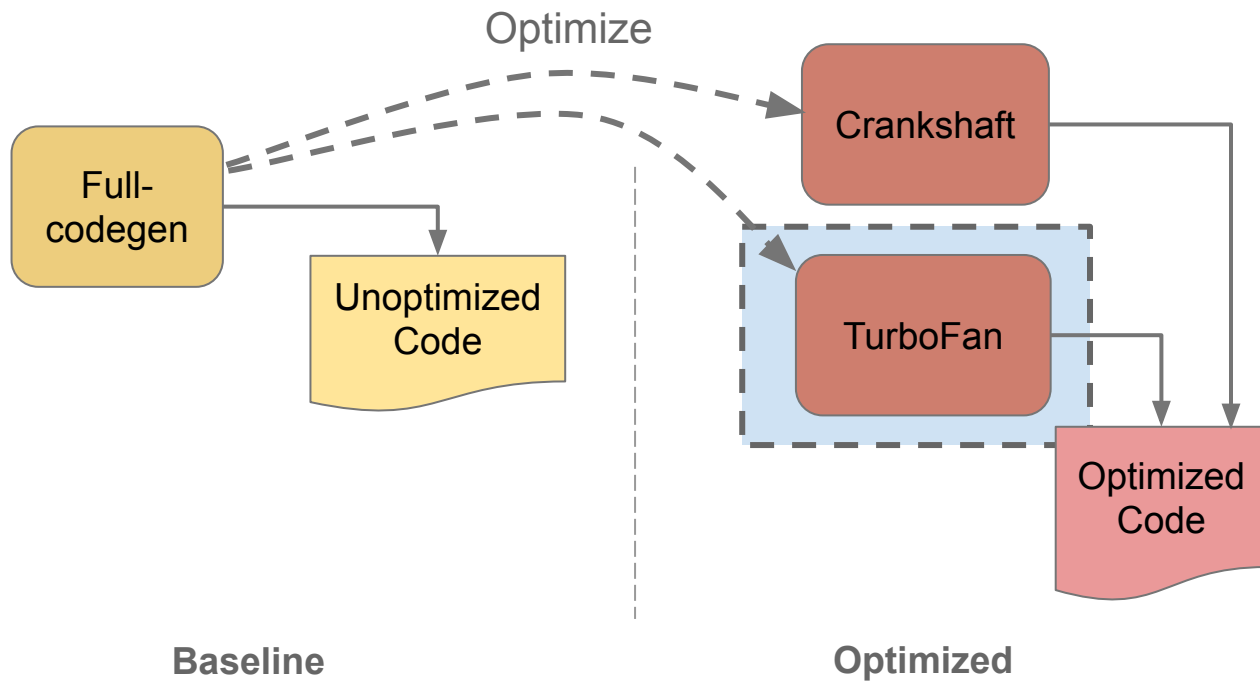 Optimize
Crankshaft
Full-
codegen
Unoptimized
Code
TurboFan
Optimized
Code
Baseline
Optimized